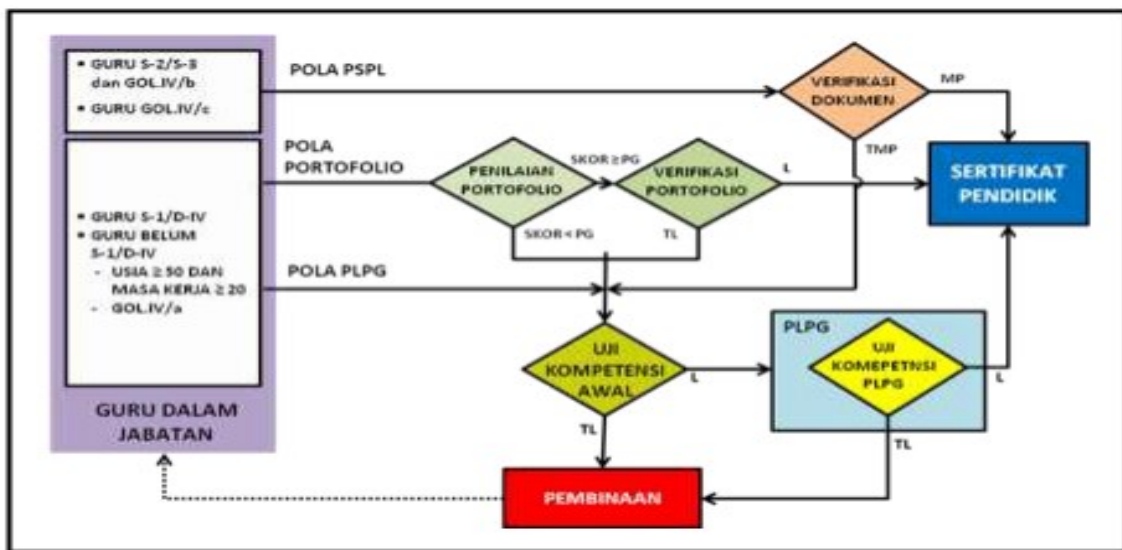 • GURU S-2/S-3
dan GOL.IV/b
• GURU GOL.IV/c
POLA PSPL
VERIFIKASI
DOKUMEN
MP
TMP
POLA
PORTOFOLIO
PENILAIAN
PORTOFOLIO
SKOR ≥ PG
VERIFIKASI
PORTOFOLIO
L
SERTIFIKAT
PENDIDIK
SKOR < PG
TL
• GURU S-1/D-IV
• GURU BELUM
S-1/D-IV
- USIA ≥ 50 DAN
MASA KERJA ≥ 20
- GOL.IV/a
POLA PLPG
UJI
KOMPETENSI
AWAL
L
TL
PLPG
UJI
KOMEPETNSI
PLPG
L
TL
GURU DALAM
JABATAN
PEMBINAAN